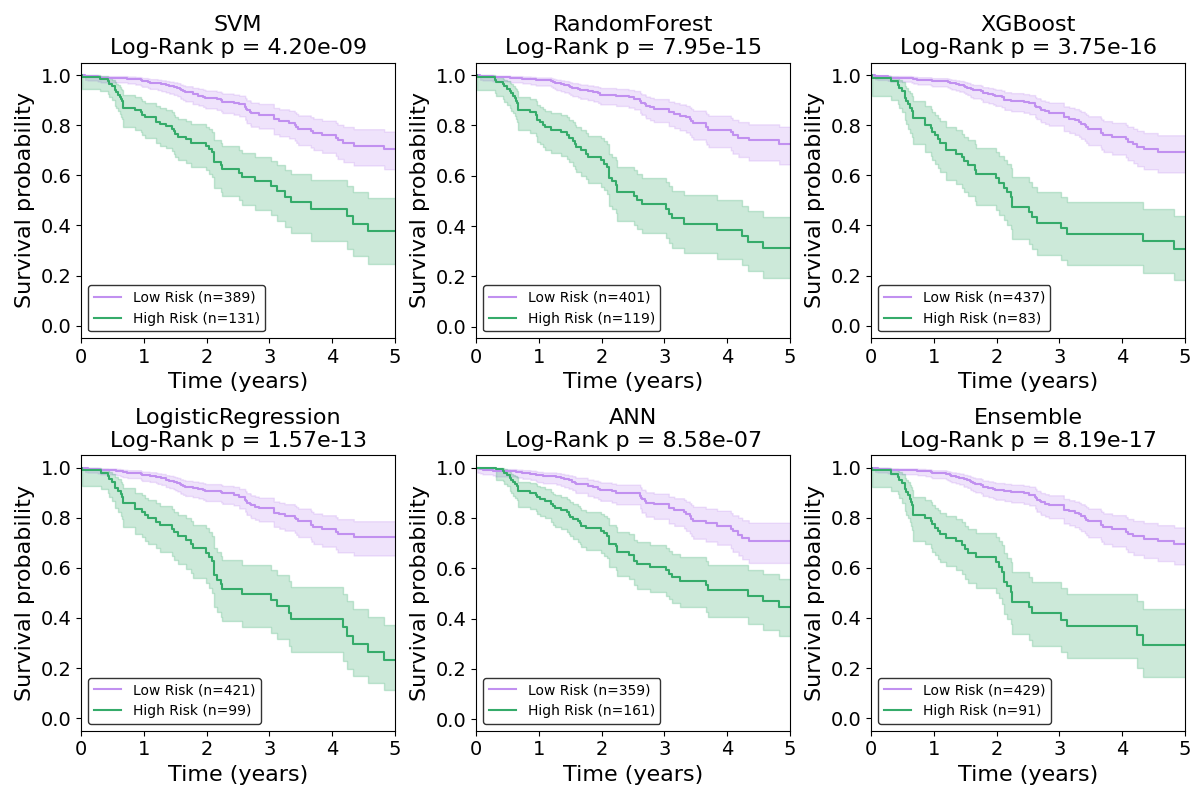 SVM
Log-Rank p = 4.20e-09
Survival probability
1.0
0.8
0.6
0.4
0.2
0.0
Low Risk (n=389)
High Risk (n=131)
0 1 2 3 4 5
Time (years)
RandomForest
Log-Rank p = 7.95e-15
Survival probability
1.0
0.8
0.6
0.4
0.2
0.0
Low Risk (n=401)
High Risk (n=119)
0 1 2 3 4 5
Time (years)
XGBoost
Log-Rank p = 3.75e-16
Survival probability
1.0
0.8
0.6
0.4
0.2
0.0
Low Risk (n=437)
High Risk (n=83)
0 1 2 3 4 5
Time (years)
LogisticRegression
Log-Rank p = 1.57e-13
Survival probability
1.0
0.8
0.6
0.4
0.2
0.0
Low Risk (n=421)
High Risk (n=99)
0 1 2 3 4 5
Time (years)
ANN
Log-Rank p = 8.58e-07
Survival probability
1.0
0.8
0.6
0.4
0.2
0.0
Low Risk (n=359)
High Risk (n=161)
0 1 2 3 4 5
Time (years)
Ensemble
Log-Rank p = 8.19e-17
Survival probability
1.0
0.8
0.6
0.4
0.2
0.0
Low Risk (n=429)
High Risk (n=91)
0 1 2 3 4 5
Time (years)